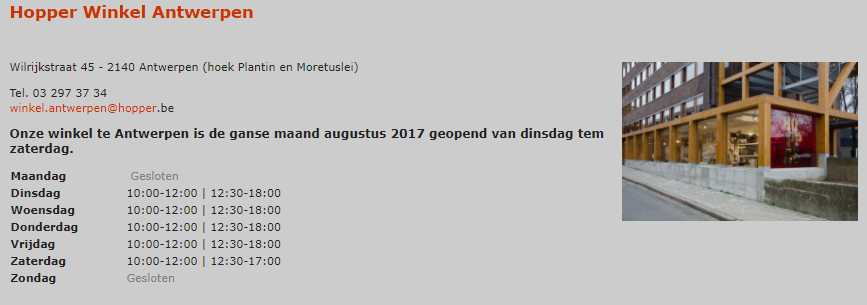 Hopper Winkel Antwerpen
Wilrijkstraat 45 - 2140 Antwerpen (hoek Plantin en Moretuslei)
Tel. 03 297 37 34
winkel.antwerpen@hopper.be
Onze winkel te Antwerpen is de ganse maand augustus 2017 geopend van dinsdag tem
zaterdag.
Maandag Gesloten
Dinsdag 10:00-12:00 | 12:30-18:00
Woensdag 10:00-12:00 | 12:30-18:00
Donderdag 10:00-12:00 | 12:30-18:00
Vrijdag 10:00-12:00 | 12:30-18:00
Zaterdag 10:00-12:00 | 12:30-17:00
Zondag Gesloten